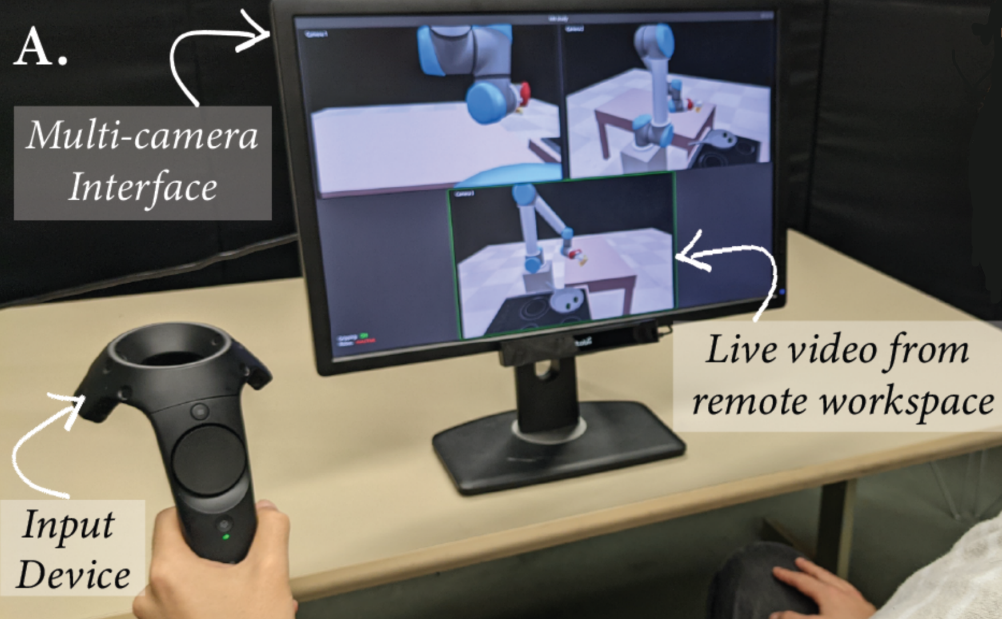 A.
Multi-camera
Interface
Live video from
remote workspace
Input
Device